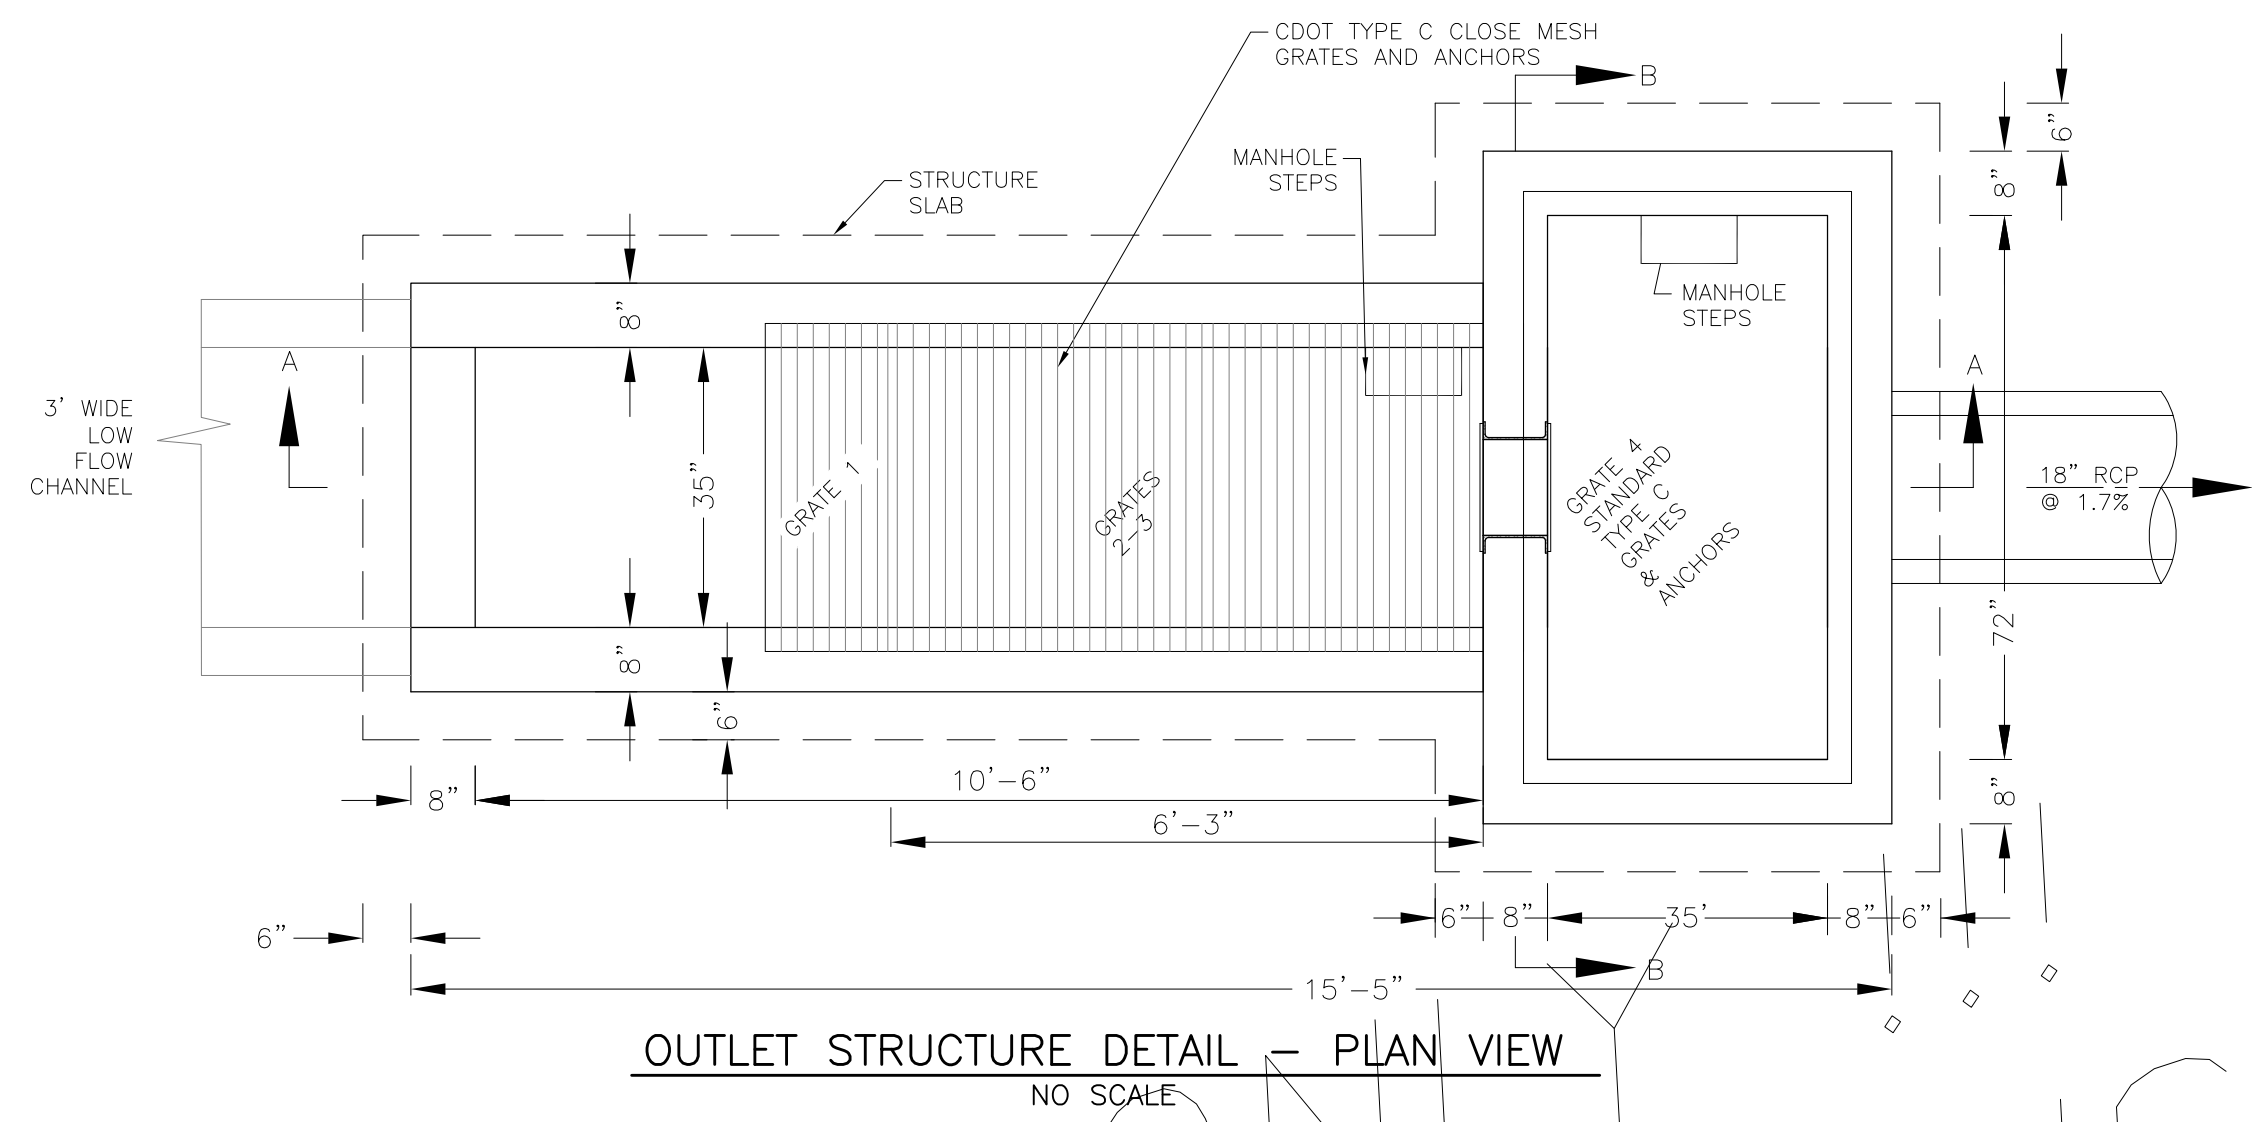 CDOT TYPE C CLOSE MESH
GRATES AND ANCHORS
B
6"
8"
MANHOLE
STEPS
STRUCTURE
SLAB
MANHOLE
STEPS
8"
A
A
3' WIDE
LOW
FLOW
CHANNEL
35"
GRATE 1
GRATES
2-3
GRATE 4
STANDARD
TYPE C
GRATES
&
ANCHORS
18" RCP
@ 1.7%
72"
8"
6"
10'-6"
8"
8"
6'-3"
6"
6"
8"
35'
8"
6"
B
15'-5"
OUTLET STRUCTURE DETAIL - PLAN VIEW
NO SCALE